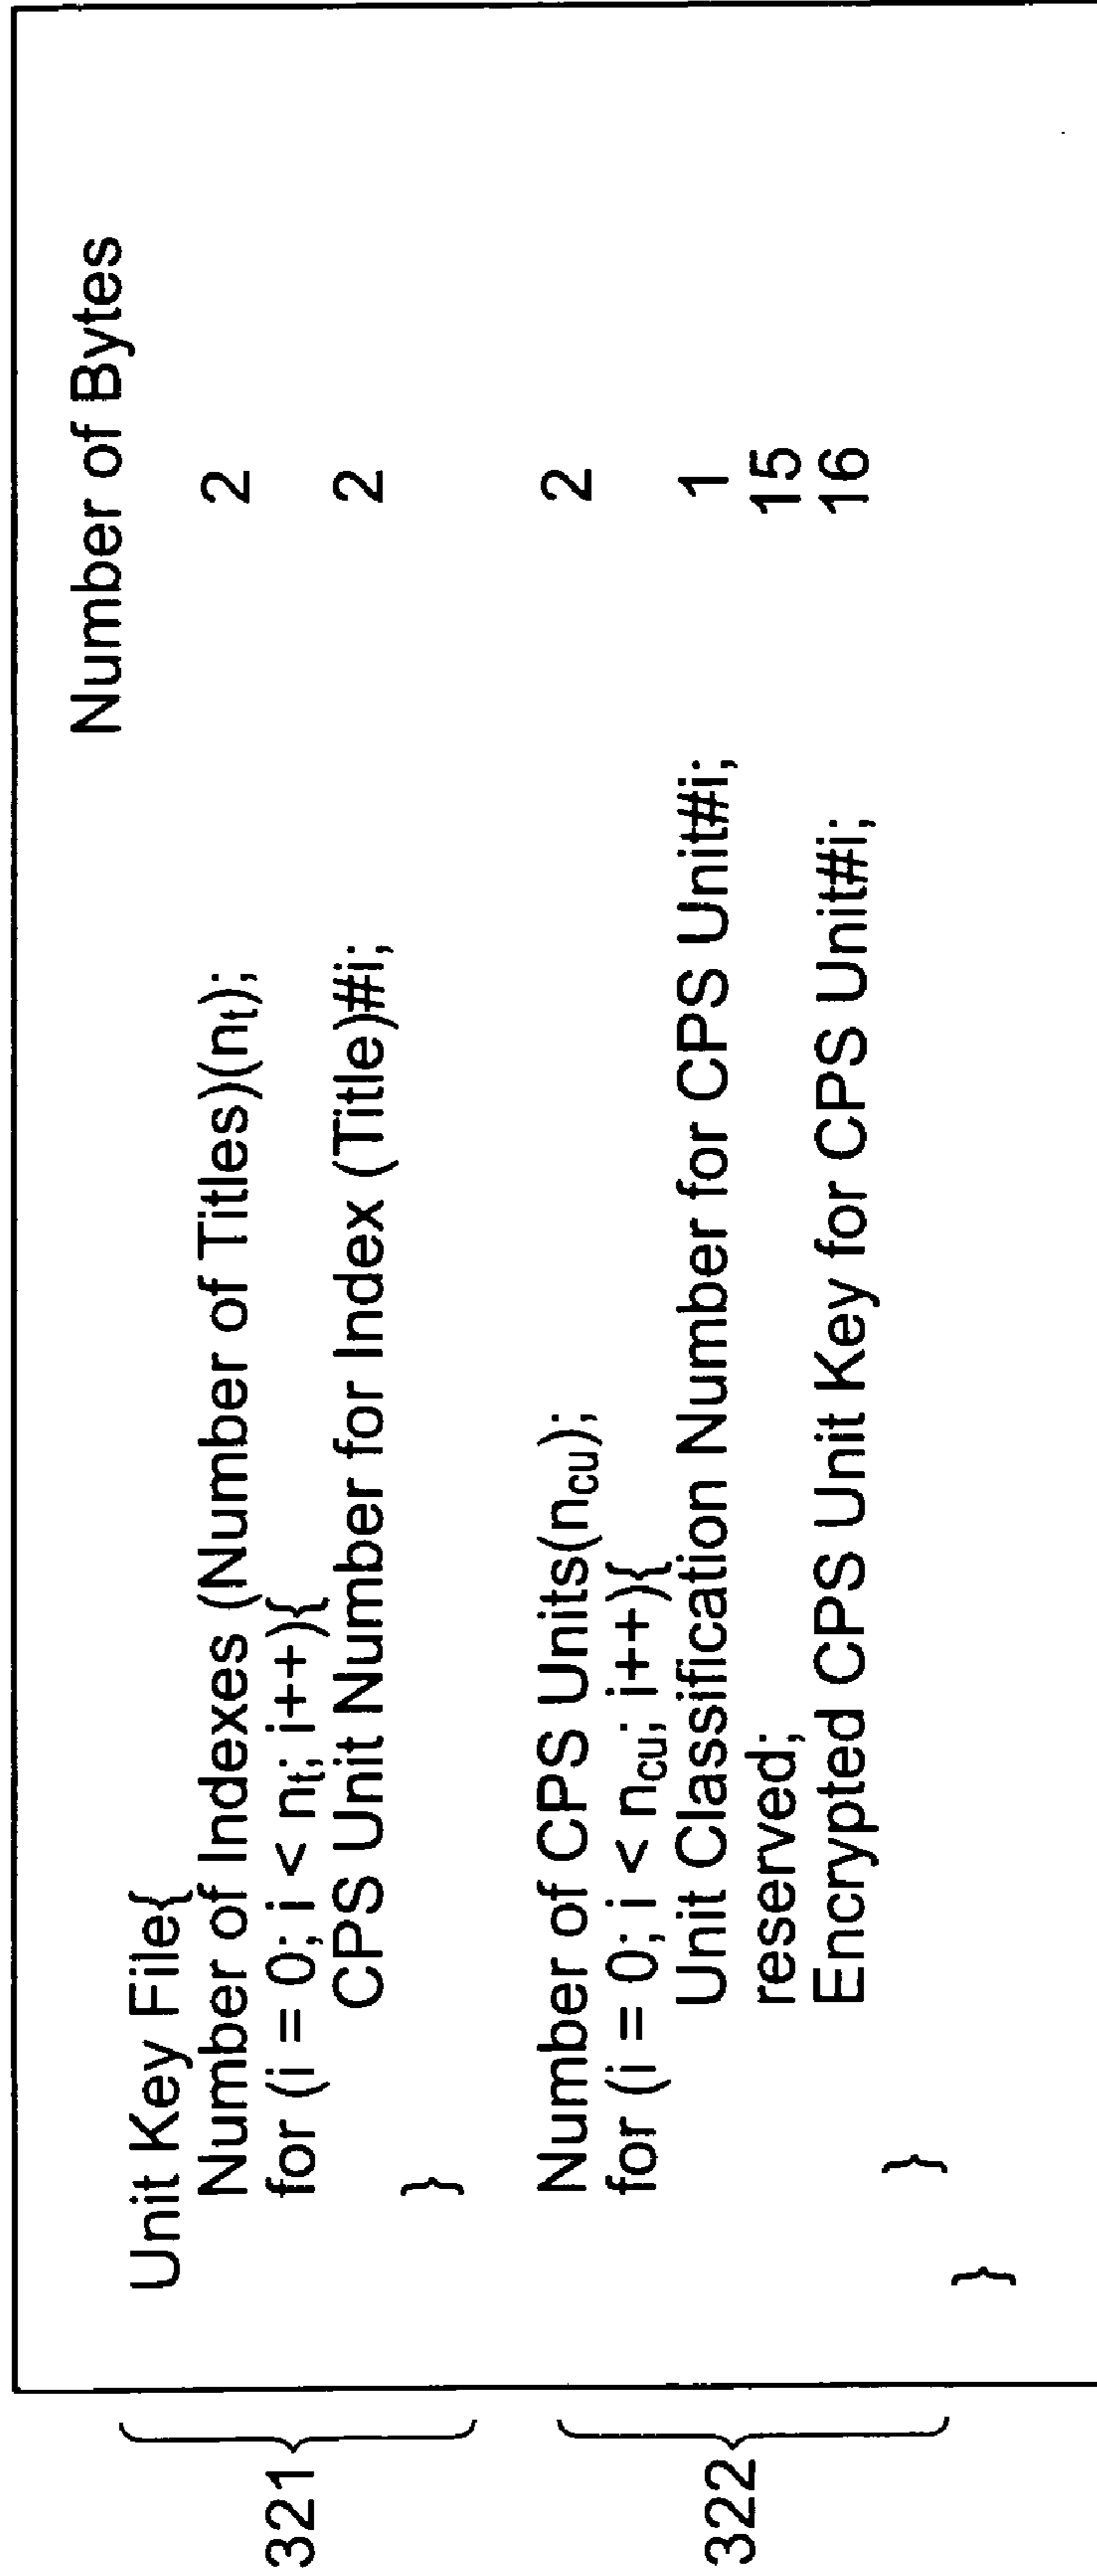 Number of Bytes
Unit Key File{
Number of Indexes (Number of Titles)(nt); 2
for (i = 0; i < nt; i++){
CPS Unit Number for Index (Title)#i; 2
}
Number of CPS Units(ncu); 2
for (i = 0; i < ncu; i++){
Unit Classification Number for CPS Unit#i; 1
reserved; 15
Encrypted CPS Unit Key for CPS Unit#i; 16
}
}
321
322